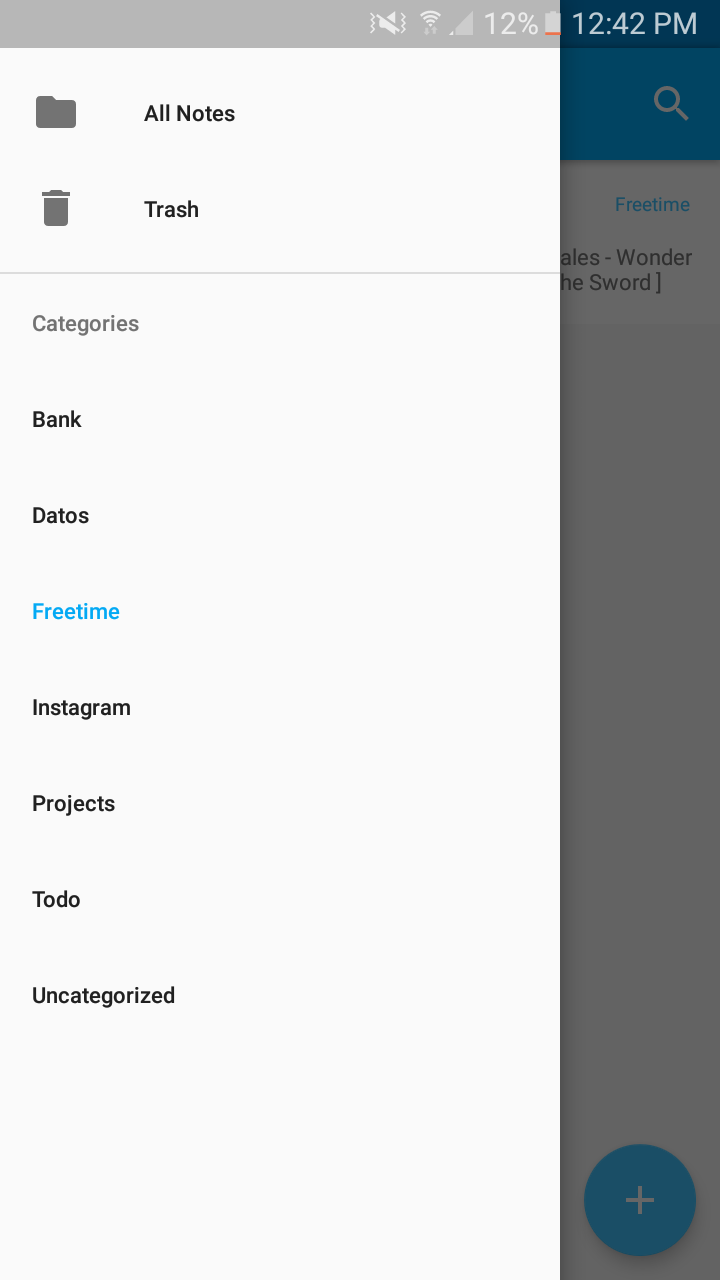 12% 12:42 PM
All Notes
Trash
Freetime
ales - Wonder
he Sword ]
Categories
Bank
Datos
Freetime
Instagram
Projects
Todo
Uncategorized